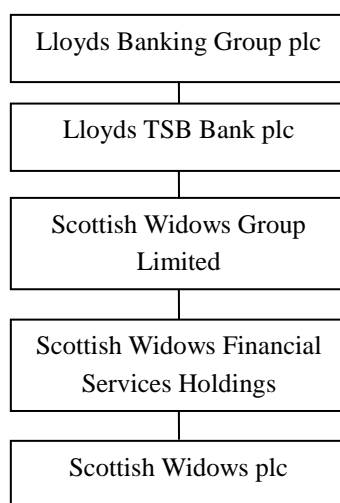 Lloyds Banking Group plc
Lloyds TSB Bank plc
Scottish Widows Group
Limited
Scottish Widows Financial
Services Holdings
Scottish Widows plc